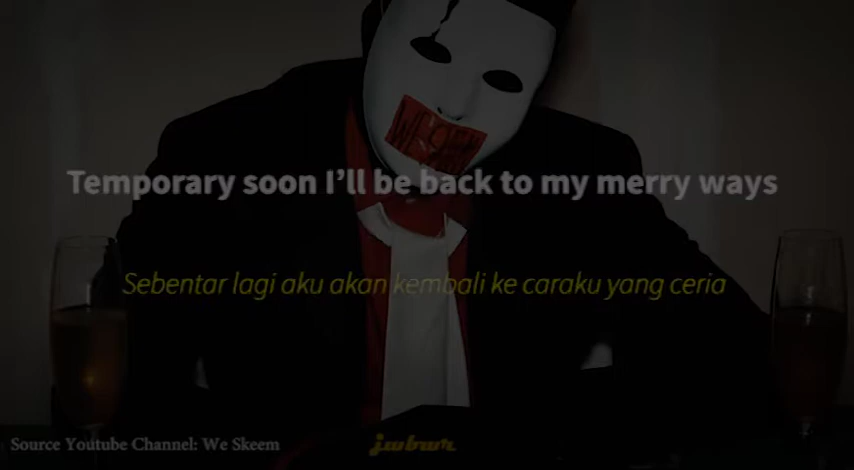 Temporary soon I'll be back to my merry ways
Sebentar lagi aku akan kembali ke caraku yang ceria
Source Youtube Channel: We Skeem